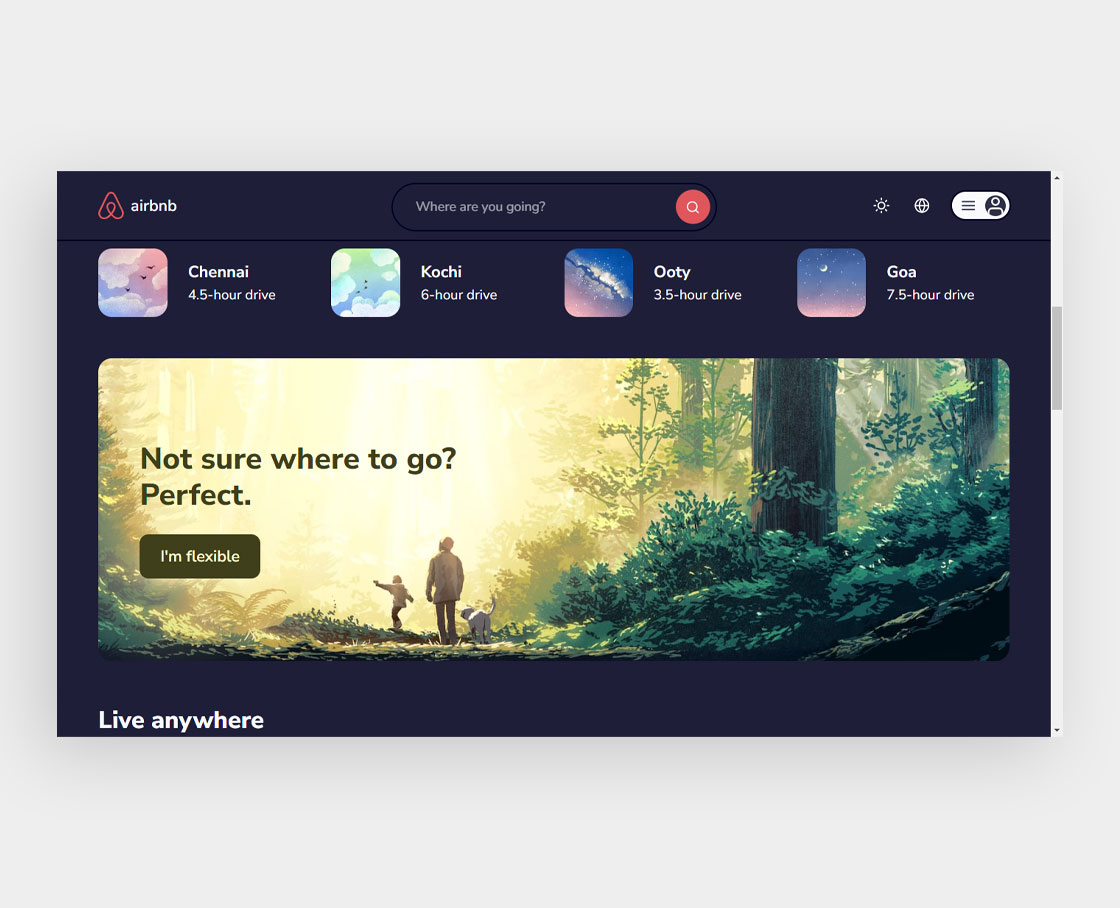 airbnb
Where are you going?
Chennai
4.5-hour drive
Kochi
6-hour drive
Ooty
3.5-hour drive
Goa
7.5-hour drive
Not sure where to go?
Perfect.
I'm flexible
Live anywhere